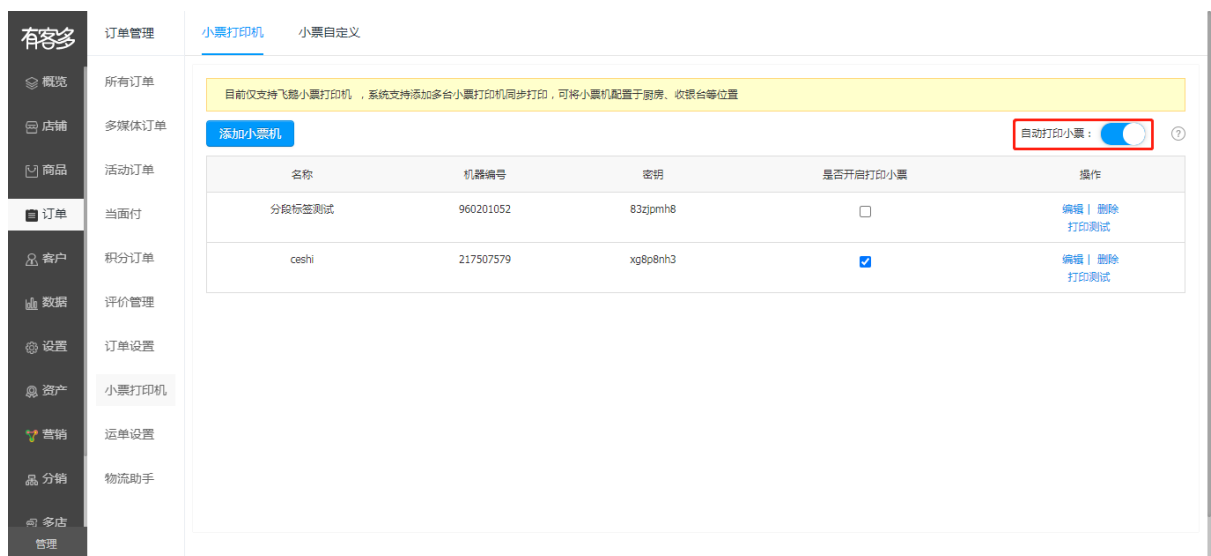 有客多
概览
店铺
商品
订单
客户
数据
设置
资产
营销
分销
多店
管理
订单管理
所有订单
多媒体订单
活动订单
当面付
积分订单
评价管理
订单设置
小票打印机
运单设置
物流助手
小票打印机 小票自定义
目前仅支持飞鹅小票打印机 ，系统支持添加多台小票打印机同步打印，可将小票机配置于厨房、收银台等位置
添加小票机 自动打印小票： ?
名称 机器编号 密钥 是否开启打印小票 操作
分段标签测试 960201052 83zjpmh8 编辑 | 删除
打印测试
ceshi 217507579 xg8p8nh3 编辑 | 删除
打印测试